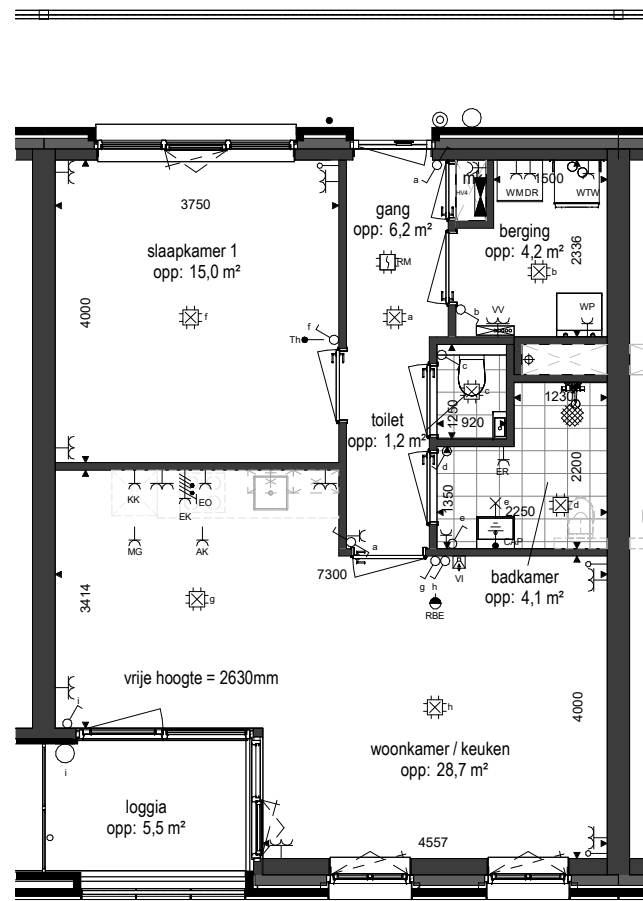 a
mk
1500
HV4
WMDR
WTW
3750
gang
opp: 6,2 m²
berging
opp: 4,2 m²
2336
slaapkamer 1
opp: 15,0 m²
RM
b
4000
f
a
b
VV
WP
f
Th
c
c
1250
920
1230
toilet
opp: 1,2 m²
d
1350
ER
2200
KK
EO
EK
e
2250
d
MG
AK
a
e
CAP
3414
7300
g
h
VI
badkamer
opp: 4,1 m²
g
RBE
vrije hoogte = 2630mm
i
h
4000
woonkamer / keuken
opp: 28,7 m²
i
loggia
opp: 5,5 m²
4557